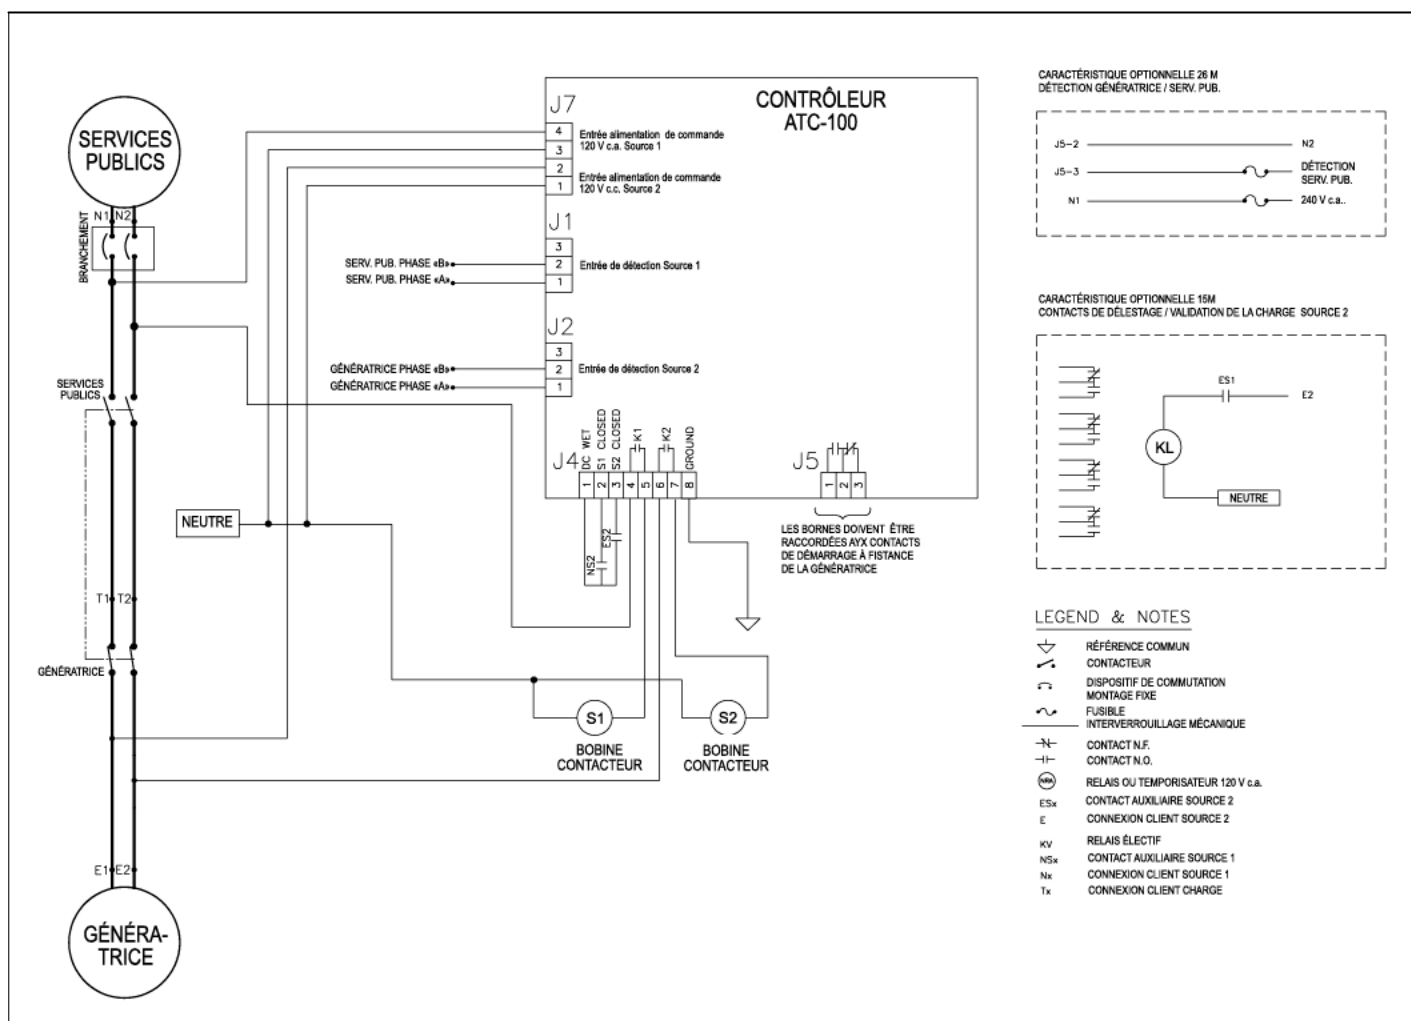 SERVICES
PUBLICS
N1 N2
BRANCHEMENT
SERVICES
PUBLICS
T1 T2
GÉNÉRATRICE
E1 E2
GÉNÉRA-
TRICE
NEUTRE
CONTRÔLEUR
ATC-100
J7
4
3
2
1
Entrée alimentation de commande
120 V c.a. Source 1
Entrée alimentation de commande
120 V c.c. Source 2
J1
3
2
1
SERV. PUB. PHASE «B»
SERV. PUB. PHASE «A»
Entrée de détection Source 1
J2
3
2
1
GÉNÉRATRICE PHASE «B»
GÉNÉRATRICE PHASE «A»
Entrée de détection Source 2
J4
DC WET
S1 CLOSED
S2 CLOSED
K1
K2
GROUND
1 2 3 4 5 6 7 8
NS2
ES2
J5
1 2 3
LES BORNES DOIVENT ÊTRE
RACCORDÉES AYX CONTACTS
DE DÉMARRAGE À FISTANCE
DE LA GÉNÉRATRICE
S1
BOBINE
CONTACTEUR
S2
BOBINE
CONTACTEUR
CARACTÉRISTIQUE OPTIONNELLE 26 M
DÉTECTION GÉNÉRATRICE / SERV. PUB.
J5-2 N2
J5-3 DÉTECTION
SERV. PUB.
N1 240 V c.a..
CARACTÉRISTIQUE OPTIONNELLE 15M
CONTACTS DE DÉLESTAGE / VALIDATION DE LA CHARGE SOURCE 2
ES1
E2
KL
NEUTRE
LEGEND & NOTES
RÉFÉRENCE COMMUN
CONTACTEUR
DISPOSITIF DE COMMUTATION
MONTAGE FIXE
FUSIBLE
INTERVERROUILLAGE MÉCANIQUE
CONTACT N.F.
CONTACT N.O.
NRA RELAIS OU TEMPORISATEUR 120 V c.a.
ESx CONTACT AUXILIAIRE SOURCE 2
E CONNEXION CLIENT SOURCE 2
KV RELAIS ÉLECTIF
NSx CONTACT AUXILIAIRE SOURCE 1
Nx CONNEXION CLIENT SOURCE 1
Tx CONNEXION CLIENT CHARGE